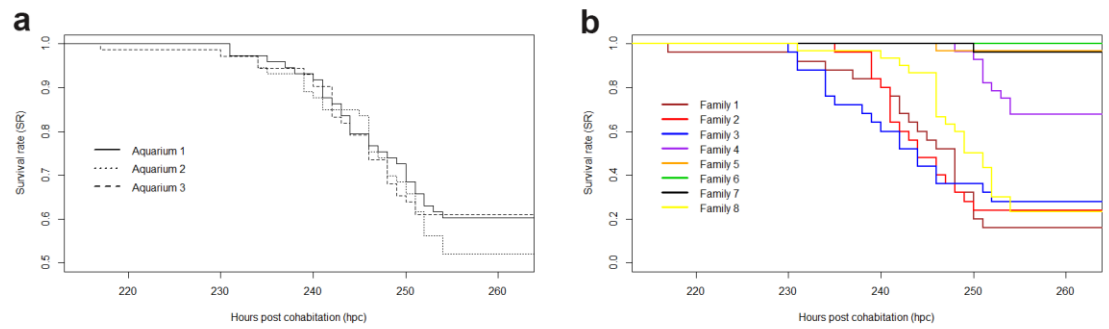 a
Survival rate (SR)
1.0
0.9
0.8
0.7
0.6
0.5
Aquarium 1
Aquarium 2
Aquarium 3
220
230
240
250
260
Hours post cohabitation (hpc)
b
Survival rate (SR)
1.0
0.8
0.6
0.4
0.2
0.0
Family 1
Family 2
Family 3
Family 4
Family 5
Family 6
Family 7
Family 8
220
230
240
250
260
Hours post cohabitation (hpc)